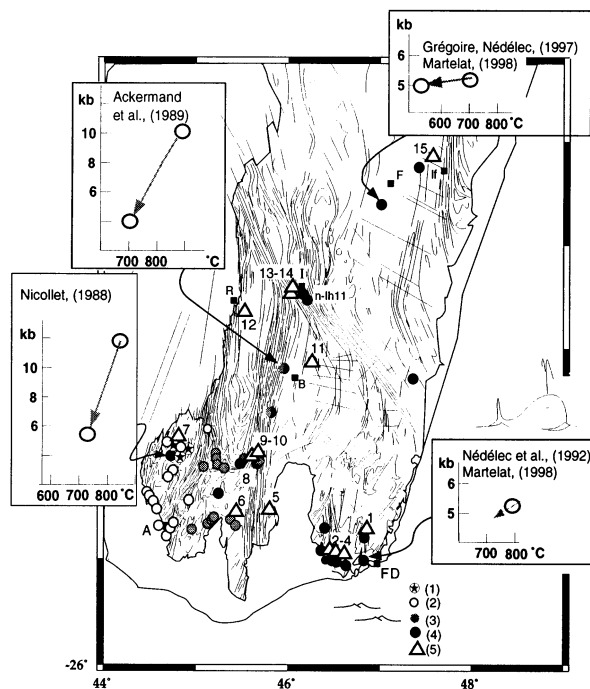 kb
6
5
Grégoire, Nédélec, (1997)
Martelat, (1998)
600 700 800 °C
kb
10
8
6
Ackermand
et al., (1989)
700 800 °C
Nicollet, (1988)
kb
10
8
6
600 700 800 °C
kb
6
5
Nédélec et al., (1992)
Martelat, (1998)
700 800 °C
15
If
F
13-14
I
n-Ih11
R
12
11
B
7
9-10
8
6
5
A
1
2-4
FD
(1)
(2)
(3)
(4)
(5)
-26°
44°
46°
48°